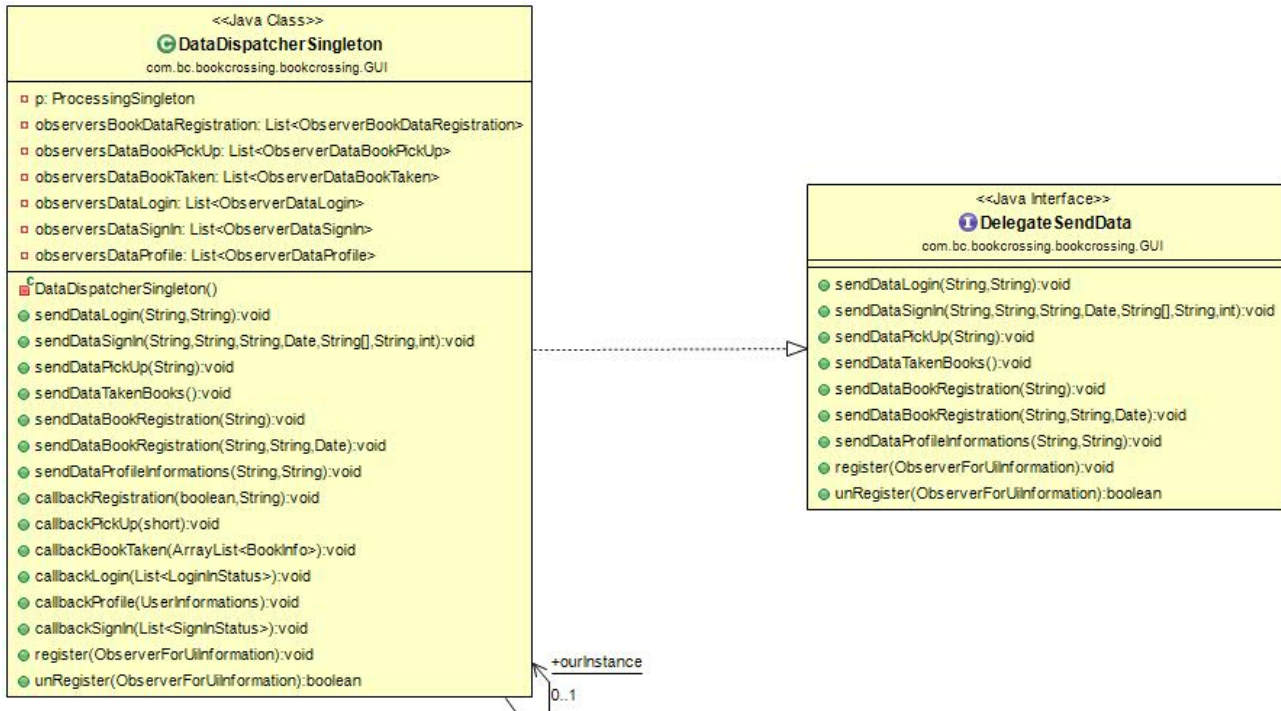 <<Java Class>>
DataDispatcherSingleton
com.bc.bookcrossing.bookcrossing.GUI
p: ProcessingSingleton
observersBookDataRegistration: List<ObserverBookDataRegistration>
observersDataBookPickUp: List<ObserverDataBookPickUp>
observersDataBookTaken: List<ObserverDataBookTaken>
observersDataLogin: List<ObserverDataLogin>
observersDataSignIn: List<ObserverDataSignIn>
observersDataProfile: List<ObserverDataProfile>
DataDispatcherSingleton()
sendDataLogin(String,String):void
sendDataSignIn(String,String,String,Date,String[],String,int):void
sendDataPickUp(String):void
sendDataTakenBooks():void
sendDataBookRegistration(String):void
sendDataBookRegistration(String,String,Date):void
sendDataProfileInformations(String,String):void
callbackRegistration(boolean,String):void
callbackPickUp(short):void
callbackBookTaken(ArrayList<BookInfo>):void
callbackLogin(List<LoginInStatus>):void
callbackProfile(UserInformations):void
callbackSignIn(List<SignInStatus>):void
register(ObserverForUiInformation):void
unRegister(ObserverForUiInformation):boolean
<<Java Interface>>
DelegateSendData
com.bc.bookcrossing.bookcrossing.GUI
sendDataLogin(String,String):void
sendDataSignIn(String,String,String,Date,String[],String,int):void
sendDataPickUp(String):void
sendDataTakenBooks():void
sendDataBookRegistration(String):void
sendDataBookRegistration(String,String,Date):void
sendDataProfileInformations(String,String):void
register(ObserverForUiInformation):void
unRegister(ObserverForUiInformation):boolean
+ourInstance
0..1